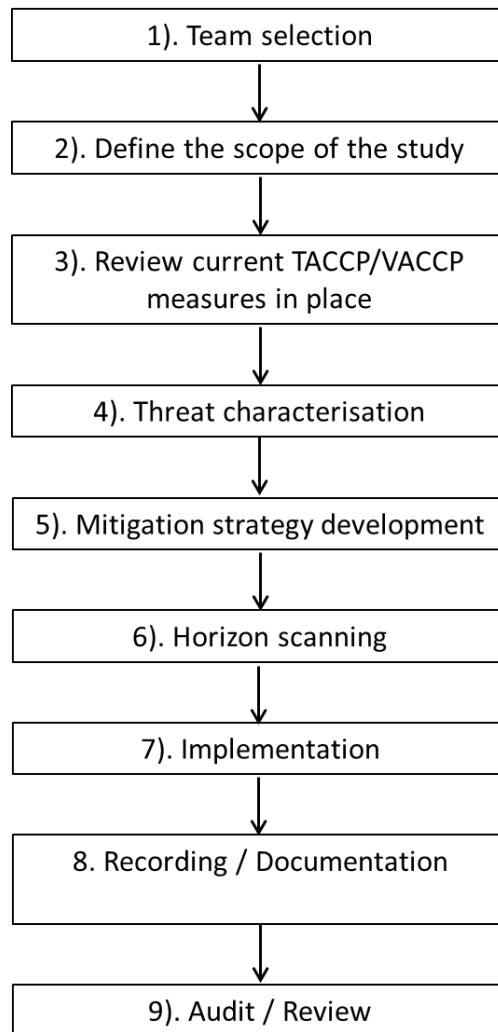 1). Team selection
2). Define the scope of the study
3). Review current TACCP/VACCP
measures in place
4). Threat characterisation
5). Mitigation strategy development
6). Horizon scanning
7). Implementation
8. Recording / Documentation
9). Audit / Review